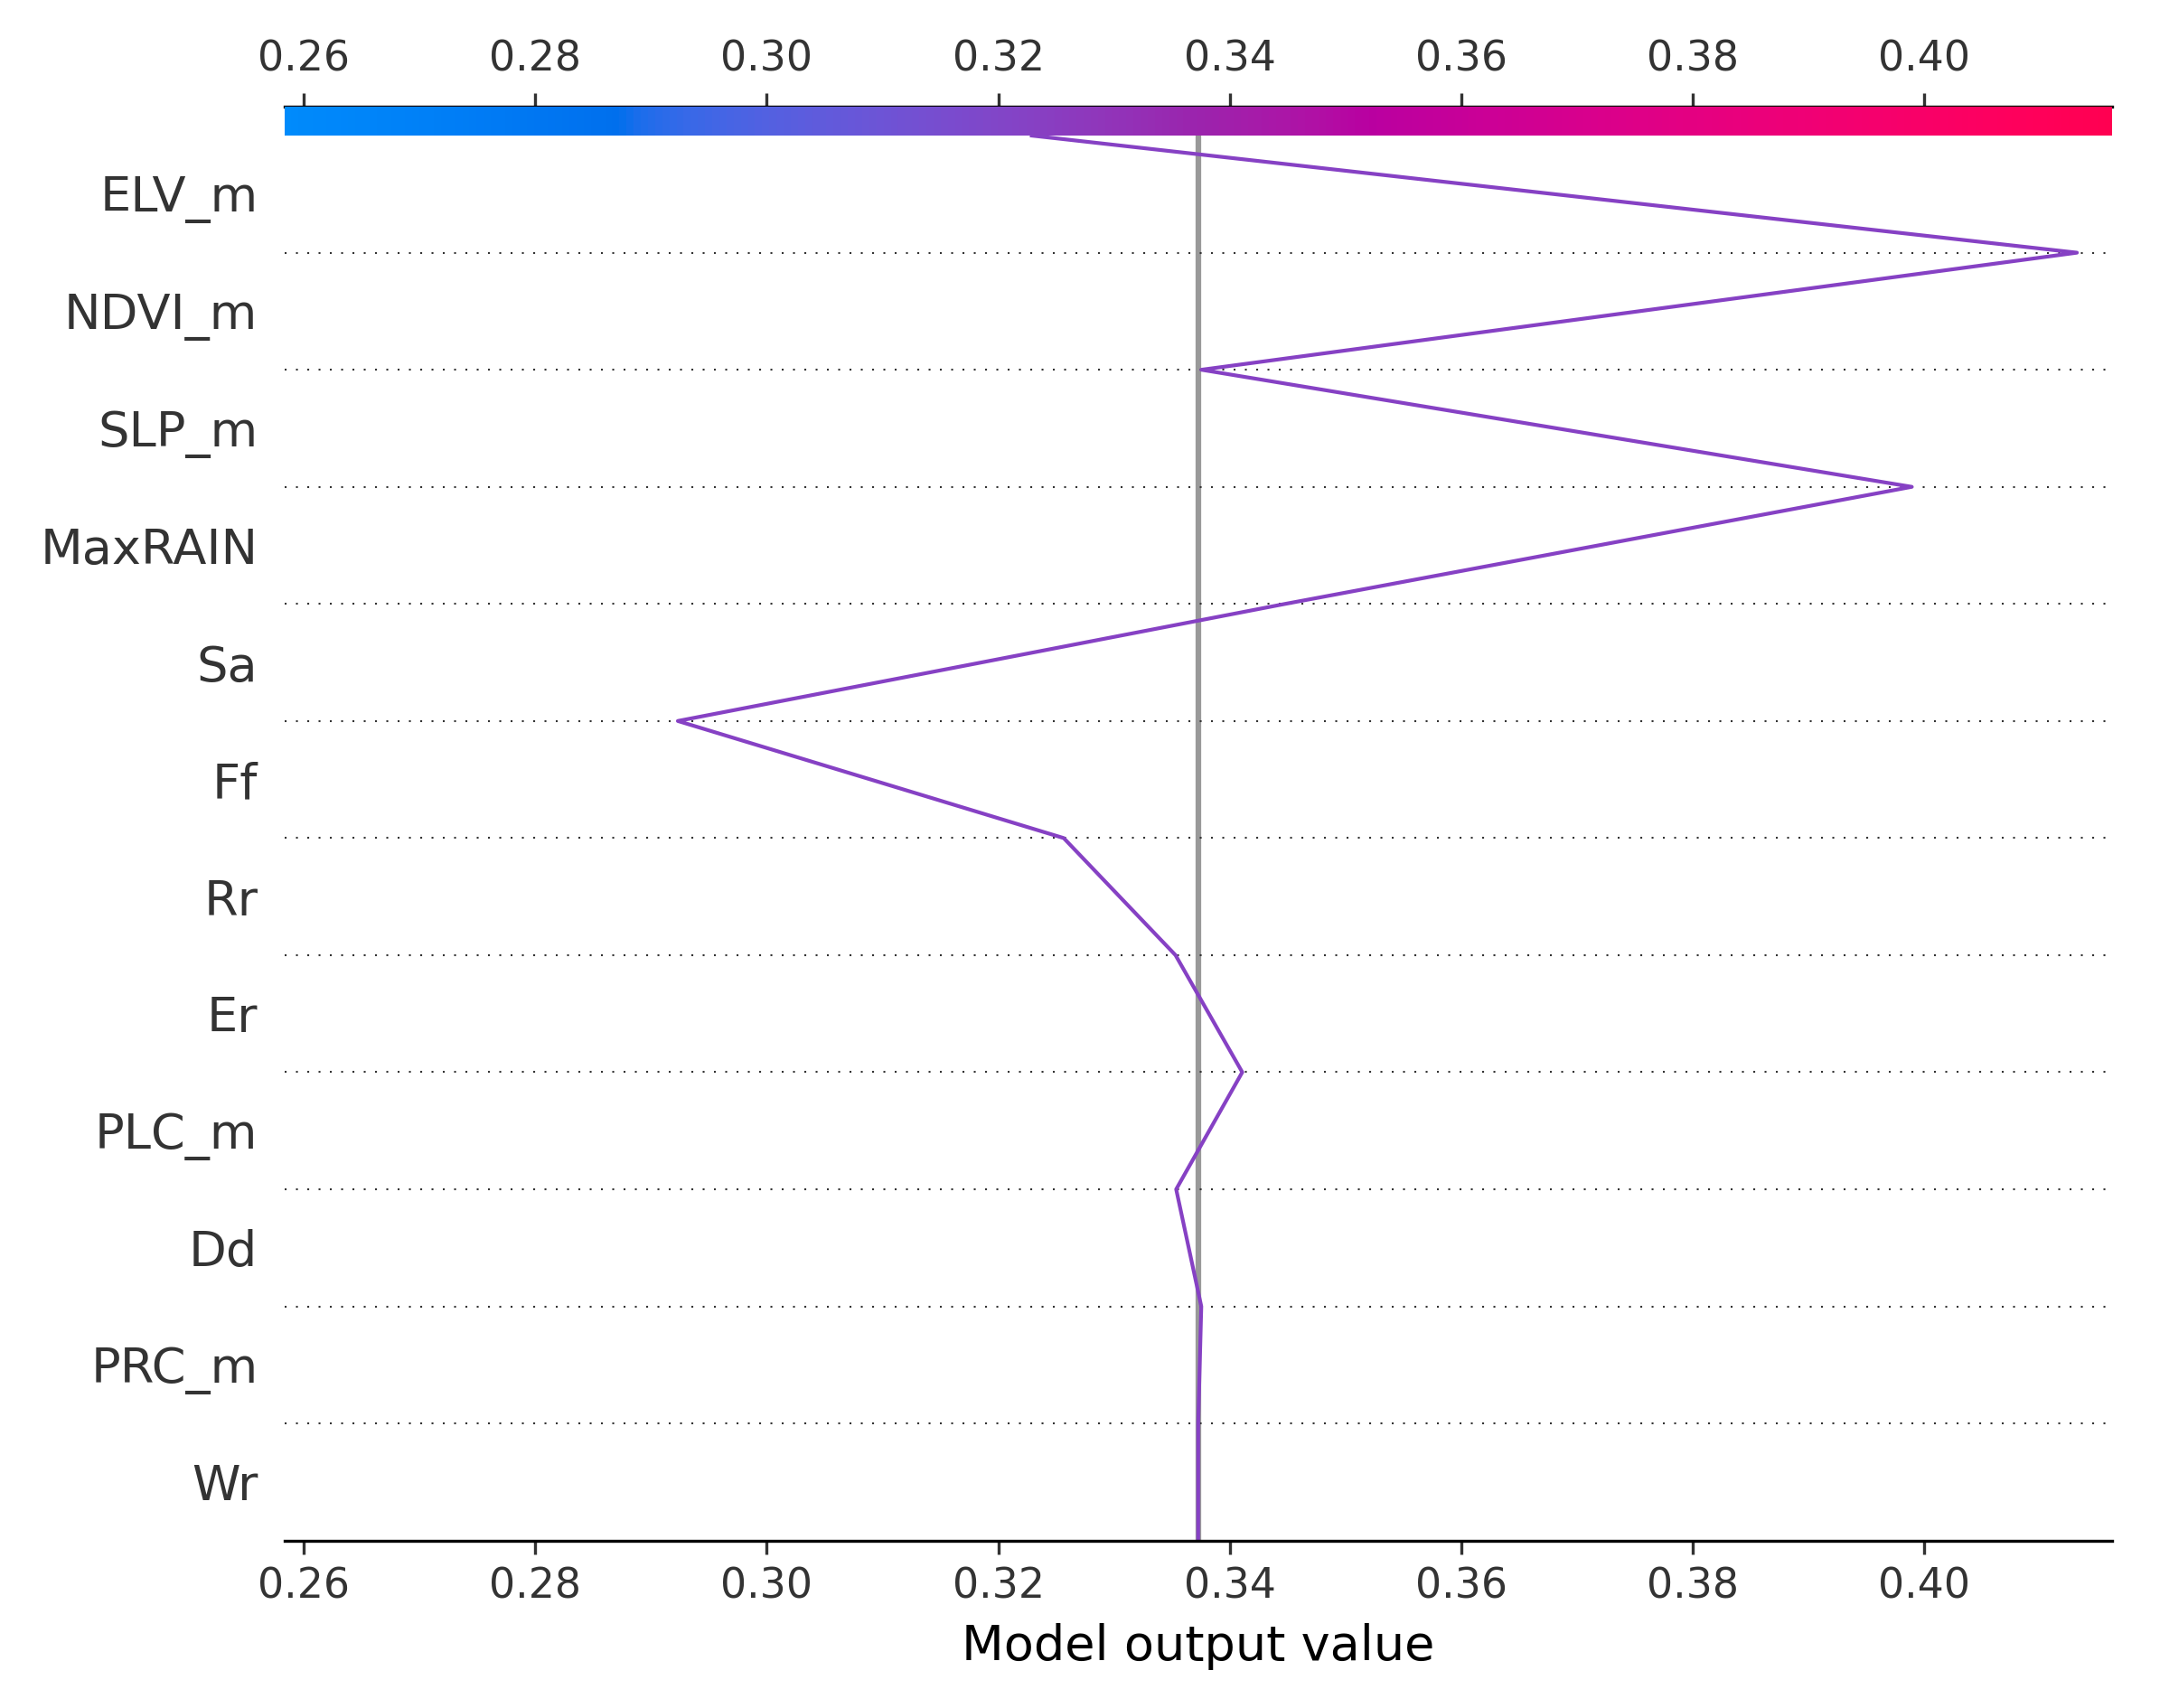 0.26 0.28 0.30 0.32 0.34 0.36 0.38 0.40
ELV_m
NDVI_m
SLP_m
MaxRAIN
Sa
Ff
Rr
Er
PLC_m
Dd
PRC_m
Wr
0.26 0.28 0.30 0.32 0.34 0.36 0.38 0.40
Model output value